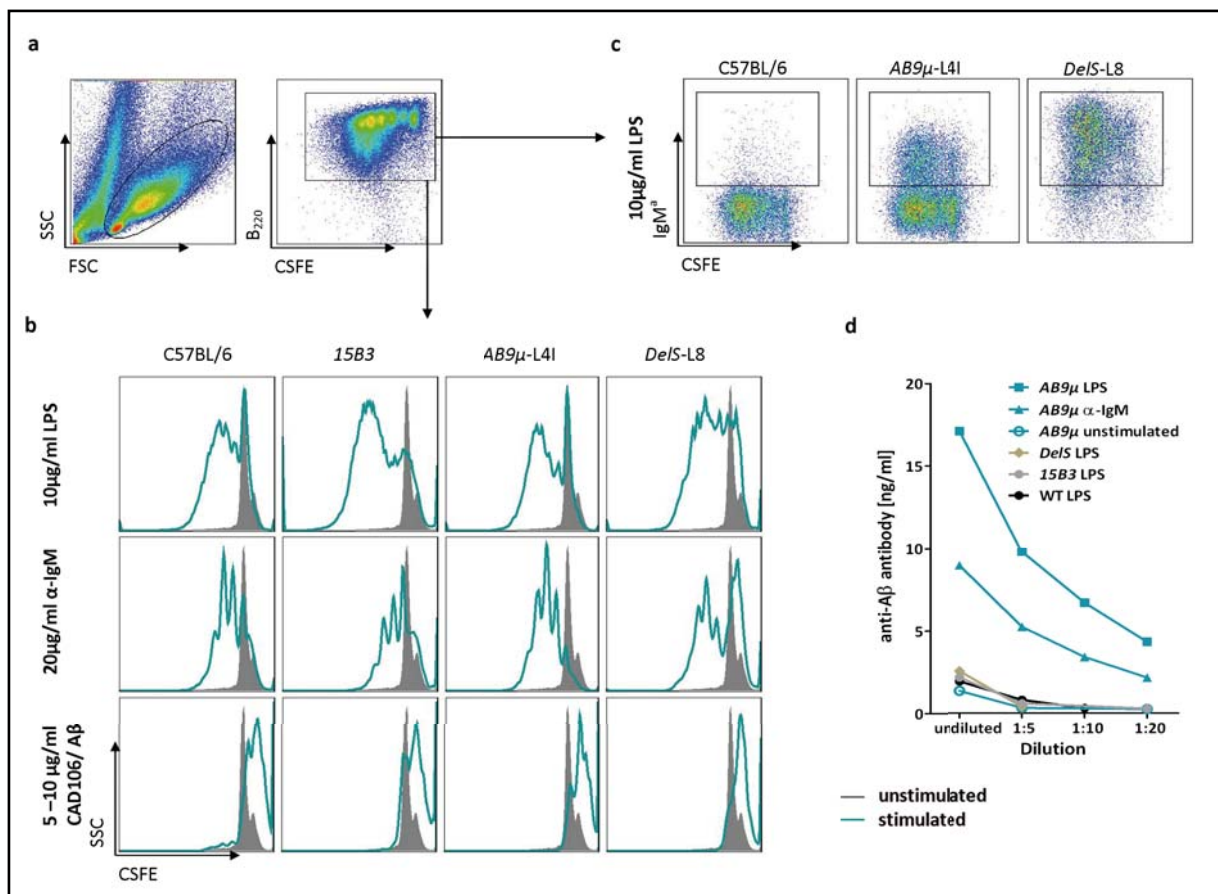 a
SSC
FSC
B220
CSFE
c
C57BL/6 AB9μ-L4I DelS-L8
10μg/ml LPS
IgMa
CSFE
b
C57BL/6 15B3 AB9μ-L4I DelS-L8
10μg/ml LPS
20μg/ml α-IgM
5 –10 μg/ml
CAD106/ Aβ
SSC
CSFE
d
20
15
10
5
0
anti-Aβ antibody [ng/ml]
AB9μ LPS
AB9μ α-IgM
AB9μ unstimulated
DelS LPS
15B3 LPS
WT LPS
undiluted 1:5 1:10 1:20
Dilution
unstimulated
stimulated